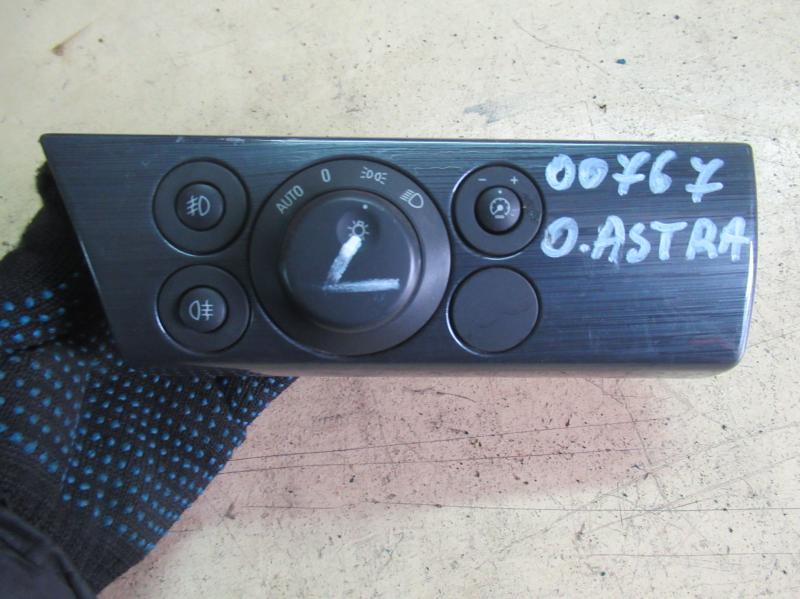 AUTO 0
- +
00767
O.ASTRA